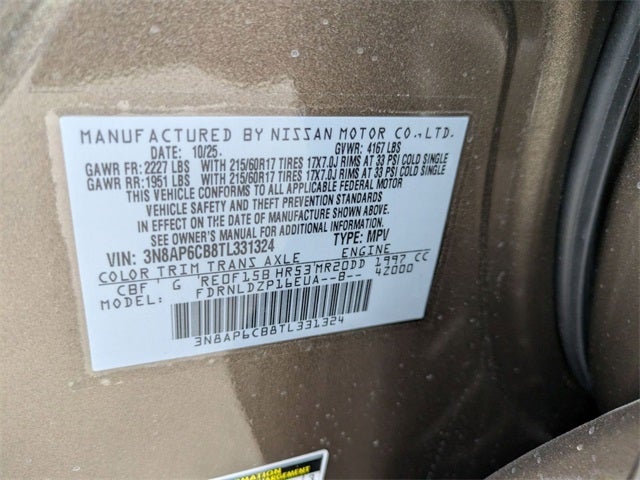 MANUFACTURED BY NISSAN MOTOR CO.,LTD.
DATE: 10/25. GVWR: 4167 LBS
GAWR FR: 2227 LBS WITH 215/60R17 TIRES 17X7.0J RIMS AT 33 PSI COLD SINGLE
GAWR RR: 1951 LBS WITH 215/60R17 TIRES 17X7.0J RIMS AT 33 PSI COLD SINGLE
THIS VEHICLE CONFORMS TO ALL APPLICABLE FEDERAL MOTOR
VEHICLE SAFETY AND THEFT PREVENTION STANDARDS
IN EFFECT ON THE DATE OF MANUFACTURE SHOWN ABOVE.
SEE OWNER'S MANUAL FOR ADDITIONAL INFORMATION.
VIN: 3N8AP6CB8TL331324 TYPE: MPV
COLOR TRIM TRANS AXLE ENGINE
CBF ' G RE0F15B HR53'MR20DD 1997 CC
MODEL: FDRNLDZP16EUA--B-- 42000
3N8AP6CB8TL331324